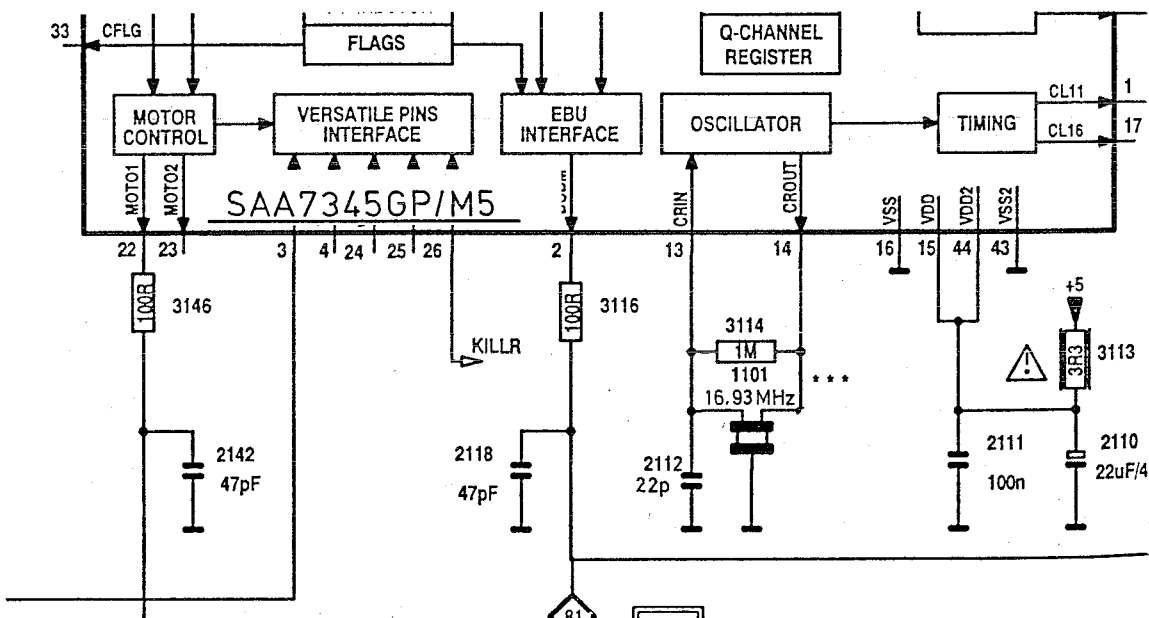 33
CFLG
FLAGS
Q-CHANNEL
REGISTER
MOTOR
CONTROL
VERSATILE PINS
INTERFACE
EBU
INTERFACE
OSCILLATOR
TIMING
CL11
1
CL16
17
MOTO1
MOTO2
SAA7345GP/M5
CRIN
CROUT
VSS
VDD
VDD2
VSS2
22
23
3
4
24
25
26
2
13
14
16
15
44
43
100R
3146
100R
3116
+5
KILLR
3114
1M
1101
16.93MHz
***
3R3
3113
2142
47pF
2118
47pF
2112
22p
2111
100n
2110
22uF/4
81